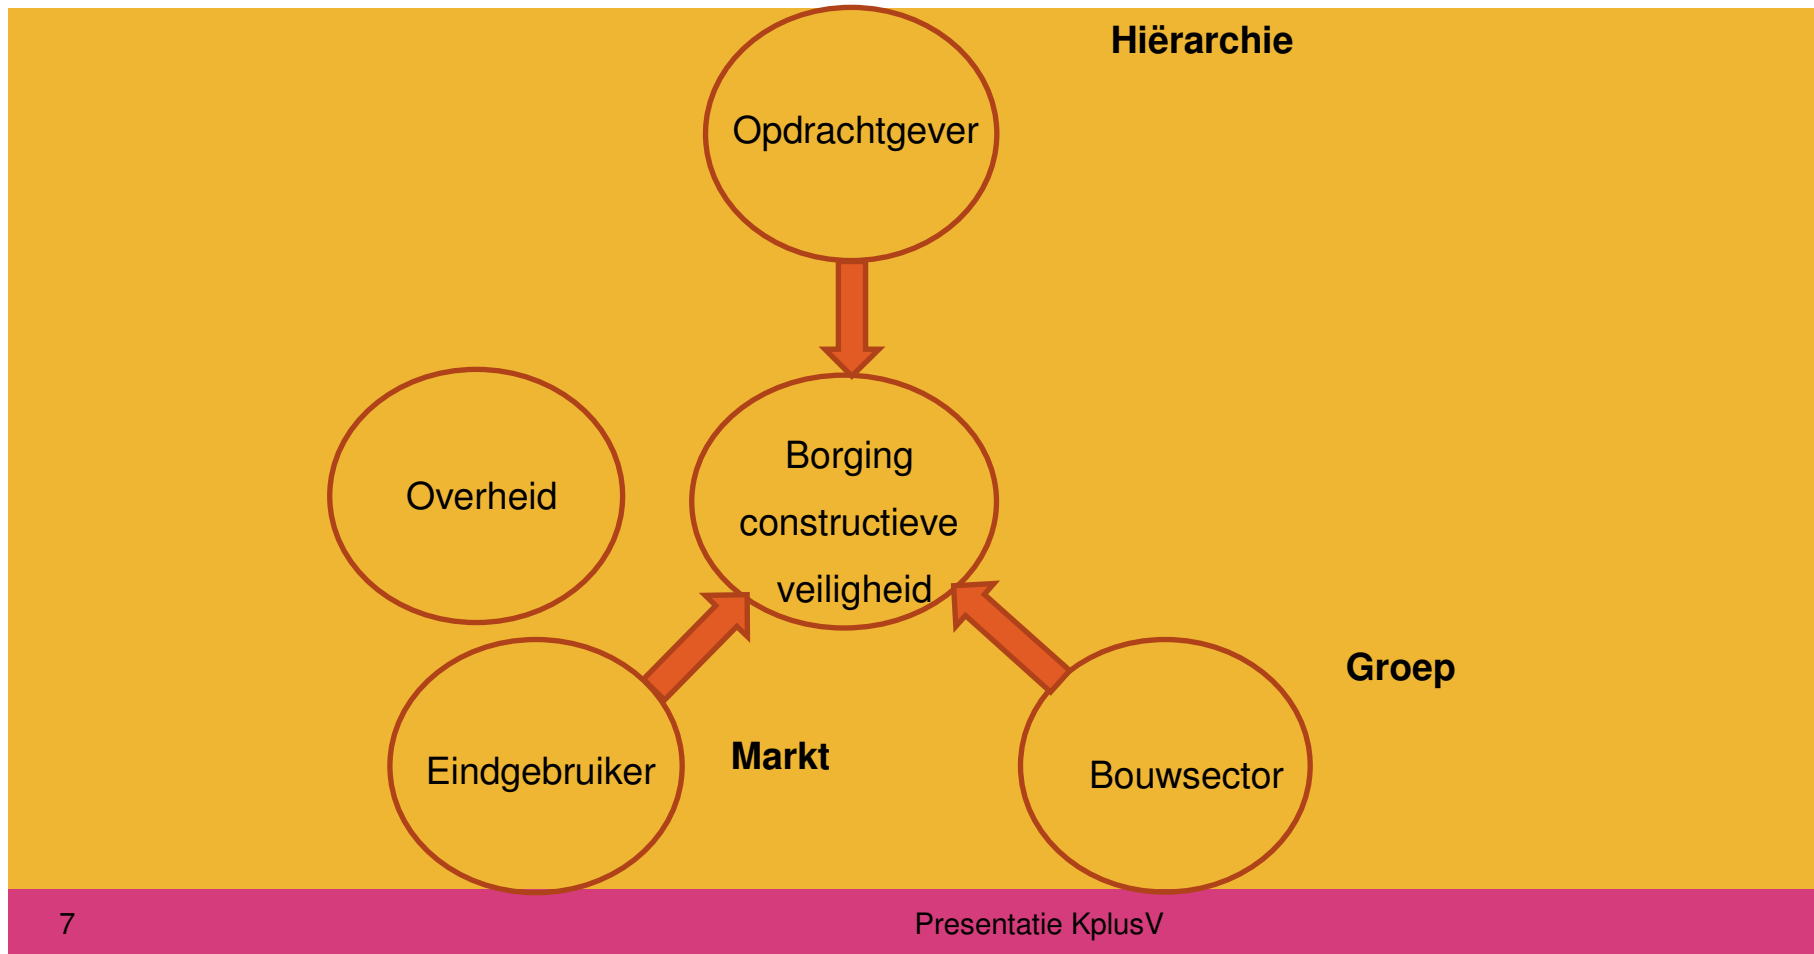 Hiërarchie
Opdrachtgever
Borging
constructieve
veiligheid
Overheid
Groep
Markt
Eindgebruiker
Bouwsector
7
Presentatie KplusV